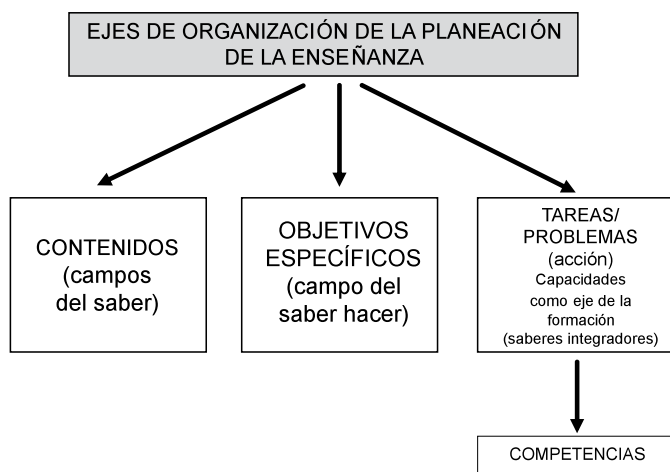 EJES DE ORGANIZACIÓN DE LA PLANEACIÓN
DE LA ENSEÑANZA
CONTENIDOS
(campos
del saber)
OBJETIVOS
ESPECÍFICOS
(campo del
saber hacer)
TAREAS/
PROBLEMAS
(acción)
Capacidades
como eje de la
formación
(saberes integradores)
COMPETENCIAS